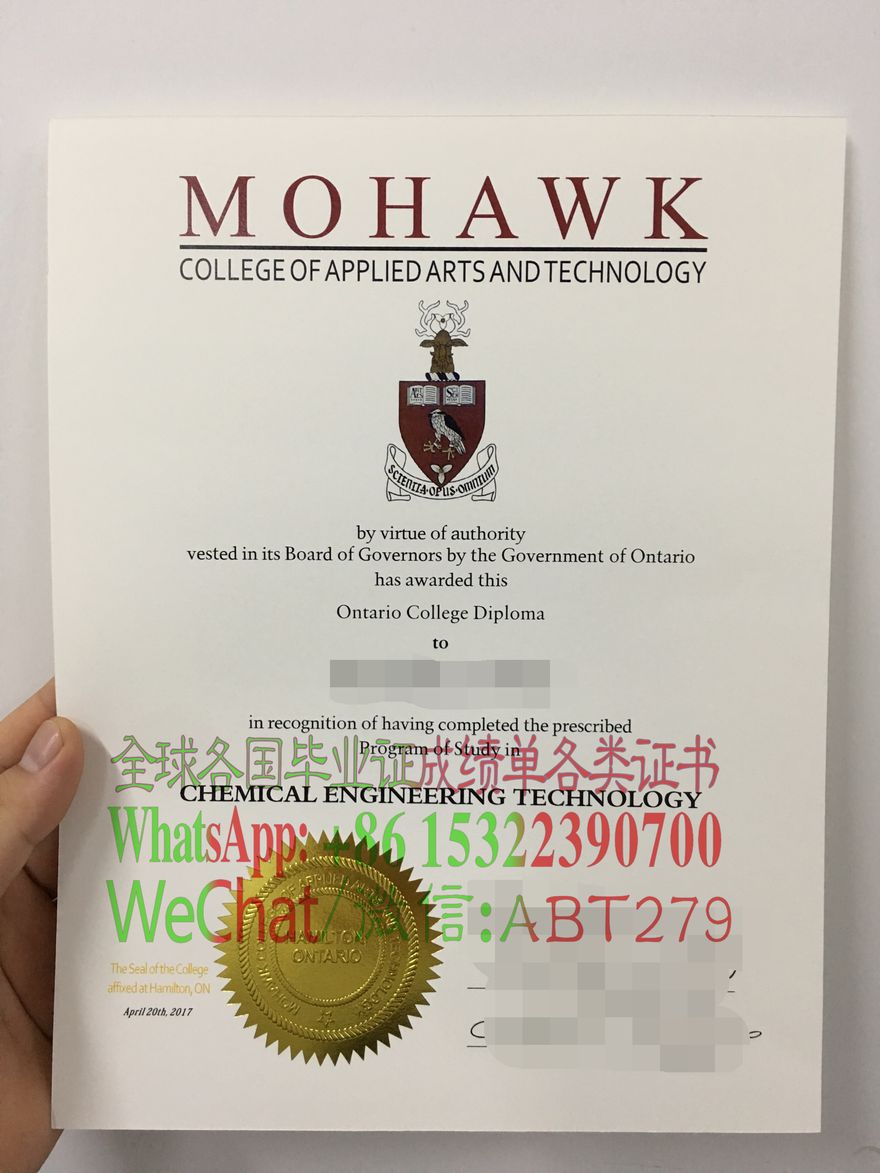 MOHAWK
COLLEGE OF APPLIED ARTS AND TECHNOLOGY
SCIENTIA·OPUS·OMNIUM
by virtue of authority
vested in its Board of Governors by the Government of Ontario
has awarded this
Ontario College Diploma
to
in recognition of having completed the prescribed
Program of Study in
全球各国毕业证成绩单各类证书
CHEMICAL ENGINEERING TECHNOLOGY
WhatsApp: +86 15322390700
WeChat/微信:ABT279
OF APPLIED
HAMILTON
ONTARIO
The Seal of the College
affixed at Hamilton, ON
April 20th, 2017